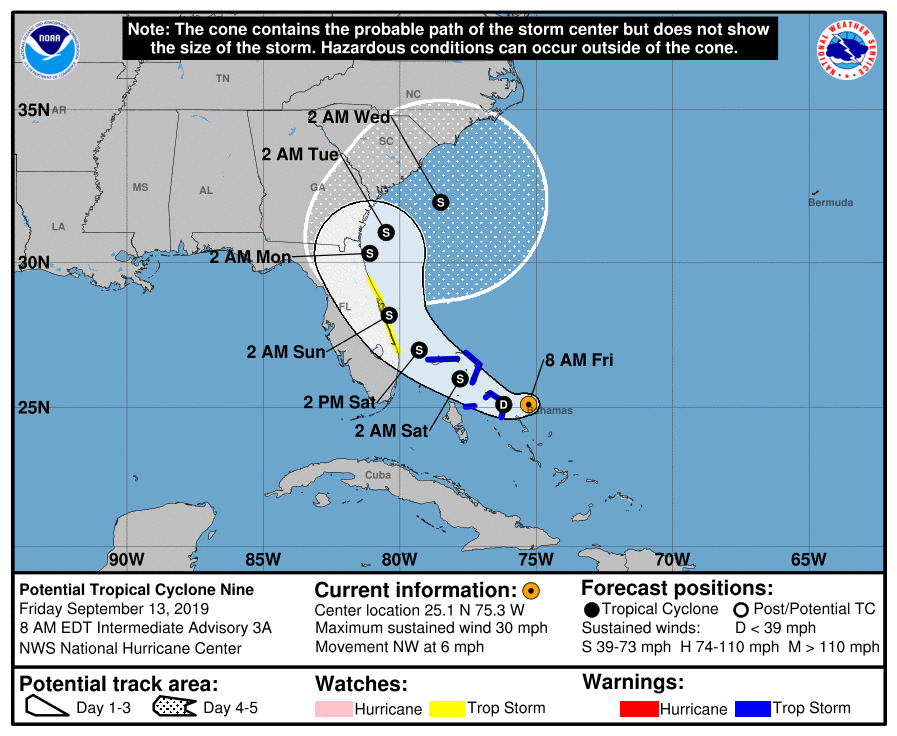 Note: The cone contains the probable path of the storm center but does not show
the size of the storm. Hazardous conditions can occur outside of the cone.
NOAA
NATIONAL WEATHER SERVICE
TN
NC
35N
AR
2 AM Wed
SC
2 AM Tue
MS
AL
GA
Bermuda
LA
2 AM Mon
30N
S
S
S
FL
S
2 AM Sun
S
8 AM Fri
S
2 PM Sat
D
25N
Bahamas
2 AM Sat
Cuba
90W
85W
80W
75W
70W
65W
Potential Tropical Cyclone Nine
Friday September 13, 2019
8 AM EDT Intermediate Advisory 3A
NWS National Hurricane Center
Current information:
Center location 25.1 N 75.3 W
Maximum sustained wind 30 mph
Movement NW at 6 mph
Forecast positions:
Tropical Cyclone Post/Potential TC
Sustained winds: D < 39 mph
S 39-73 mph H 74-110 mph M > 110 mph
Potential track area:
Day 1-3 Day 4-5
Watches:
Hurricane Trop Storm
Warnings:
Hurricane Trop Storm